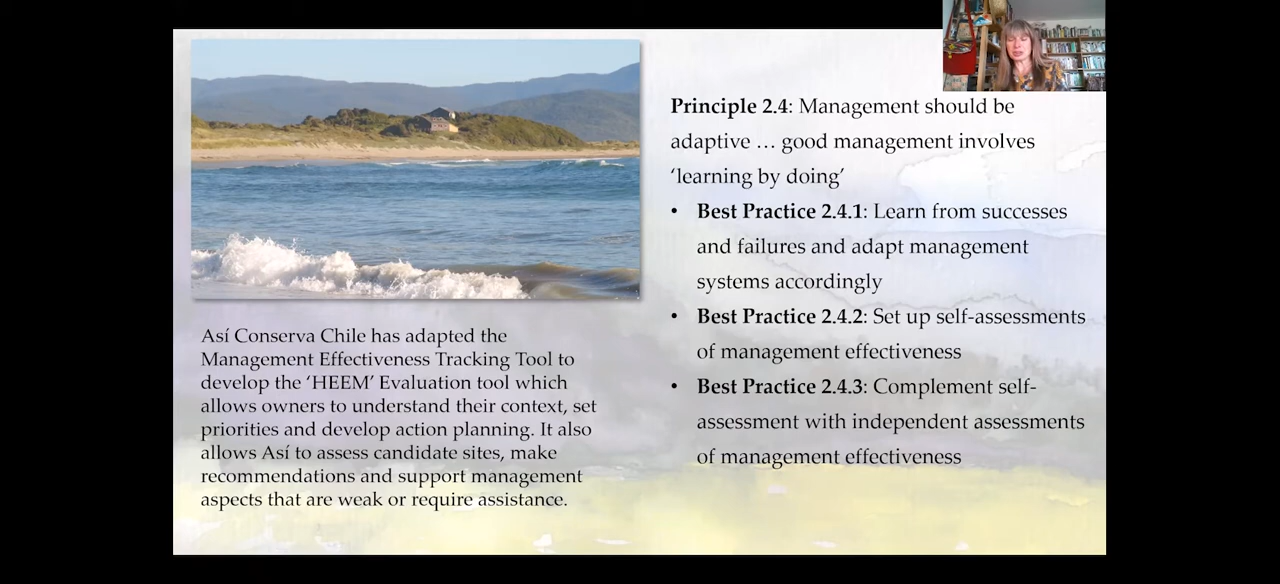 Principle 2.4: Management should be
adaptive … good management involves
‘learning by doing’
• Best Practice 2.4.1: Learn from successes
and failures and adapt management
systems accordingly
• Best Practice 2.4.2: Set up self-assessments
of management effectiveness
• Best Practice 2.4.3: Complement self-
assessment with independent assessments
of management effectiveness
Así Conserva Chile has adapted the
Management Effectiveness Tracking Tool to
develop the ‘HEEM’ Evaluation tool which
allows owners to understand their context, set
priorities and develop action planning. It also
allows Así to assess candidate sites, make
recommendations and support management
aspects that are weak or require assistance.